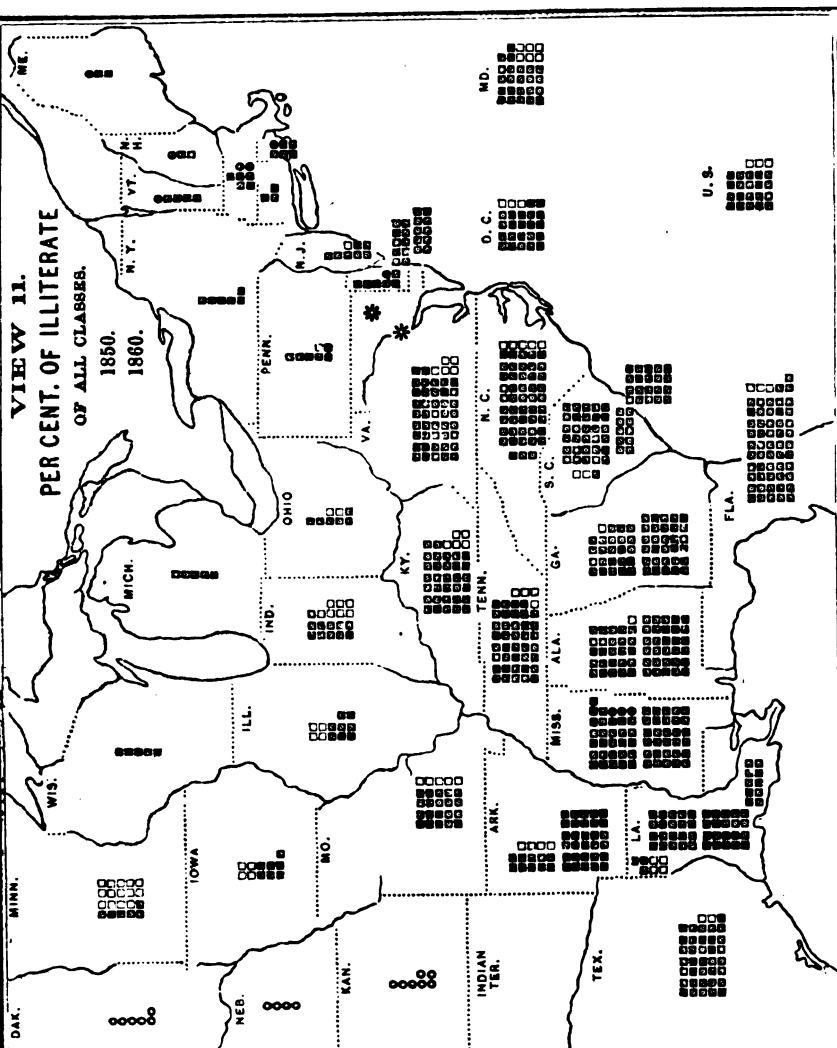 VIEW 11.
PER CENT. OF ILLITERATE
OF ALL CLASSES.
1850.
1860.
ME.
N. H.
VT.
N. Y.
N.J.
PENN.
MD.
D. C.
U. S.
VA.
N. C.
S. C.
OHIO
KY.
TENN.
GA.
FLA.
MICH.
IND.
ALA.
ILL.
MISS.
WIS.
MO.
ARK.
LA.
MINN.
IOWA
DAK.
NEB.
KAN.
INDIAN
TER.
TEX.